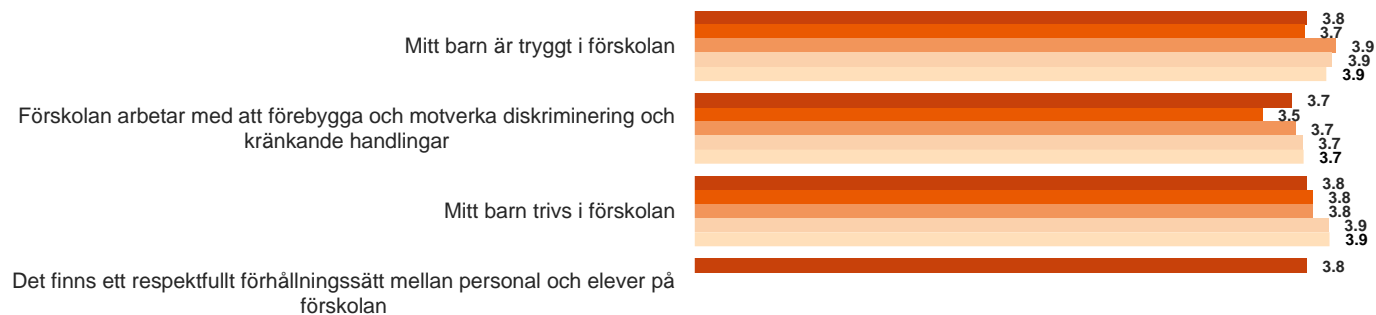 Mitt barn är tryggt i förskolan
3.8
3.7
3.9
3.9
3.9
Förskolan arbetar med att förebygga och motverka diskriminering och
kränkande handlingar
3.7
3.5
3.7
3.7
3.7
Mitt barn trivs i förskolan
3.8
3.8
3.8
3.9
3.9
Det finns ett respektfullt förhållningssätt mellan personal och elever på
förskolan
3.8